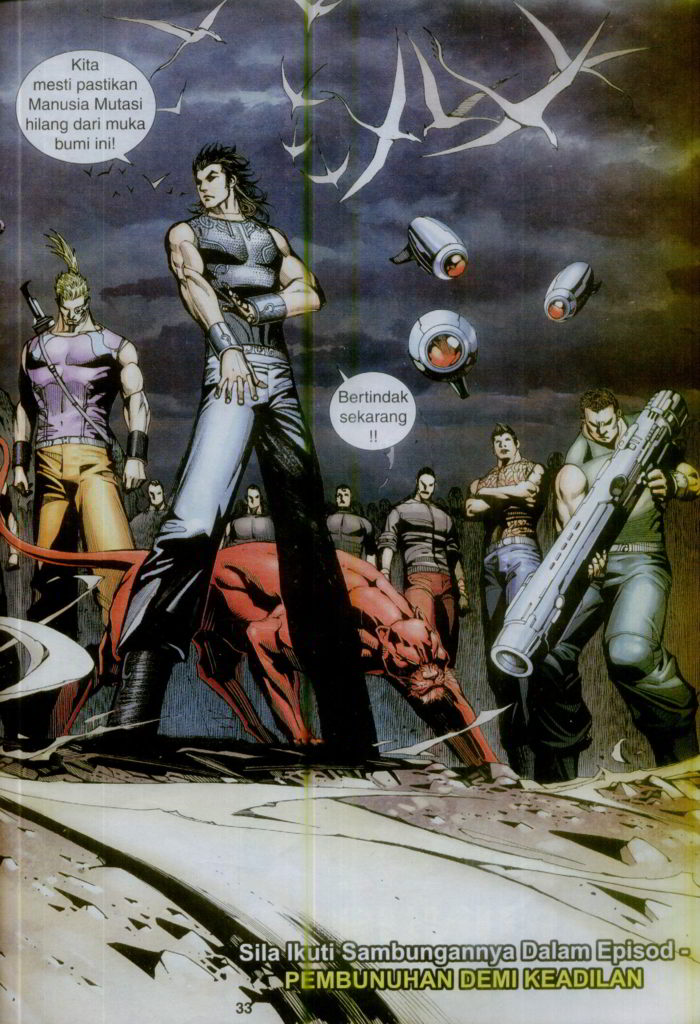 Kita
mesti pastikan
Manusia Mutasi
hilang dari muka
bumi ini!
Bertindak
sekarang
!!
Sila Ikuti Sambungannya Dalam Episod -
PEMBUNUHAN DEMI KEADILAN
33